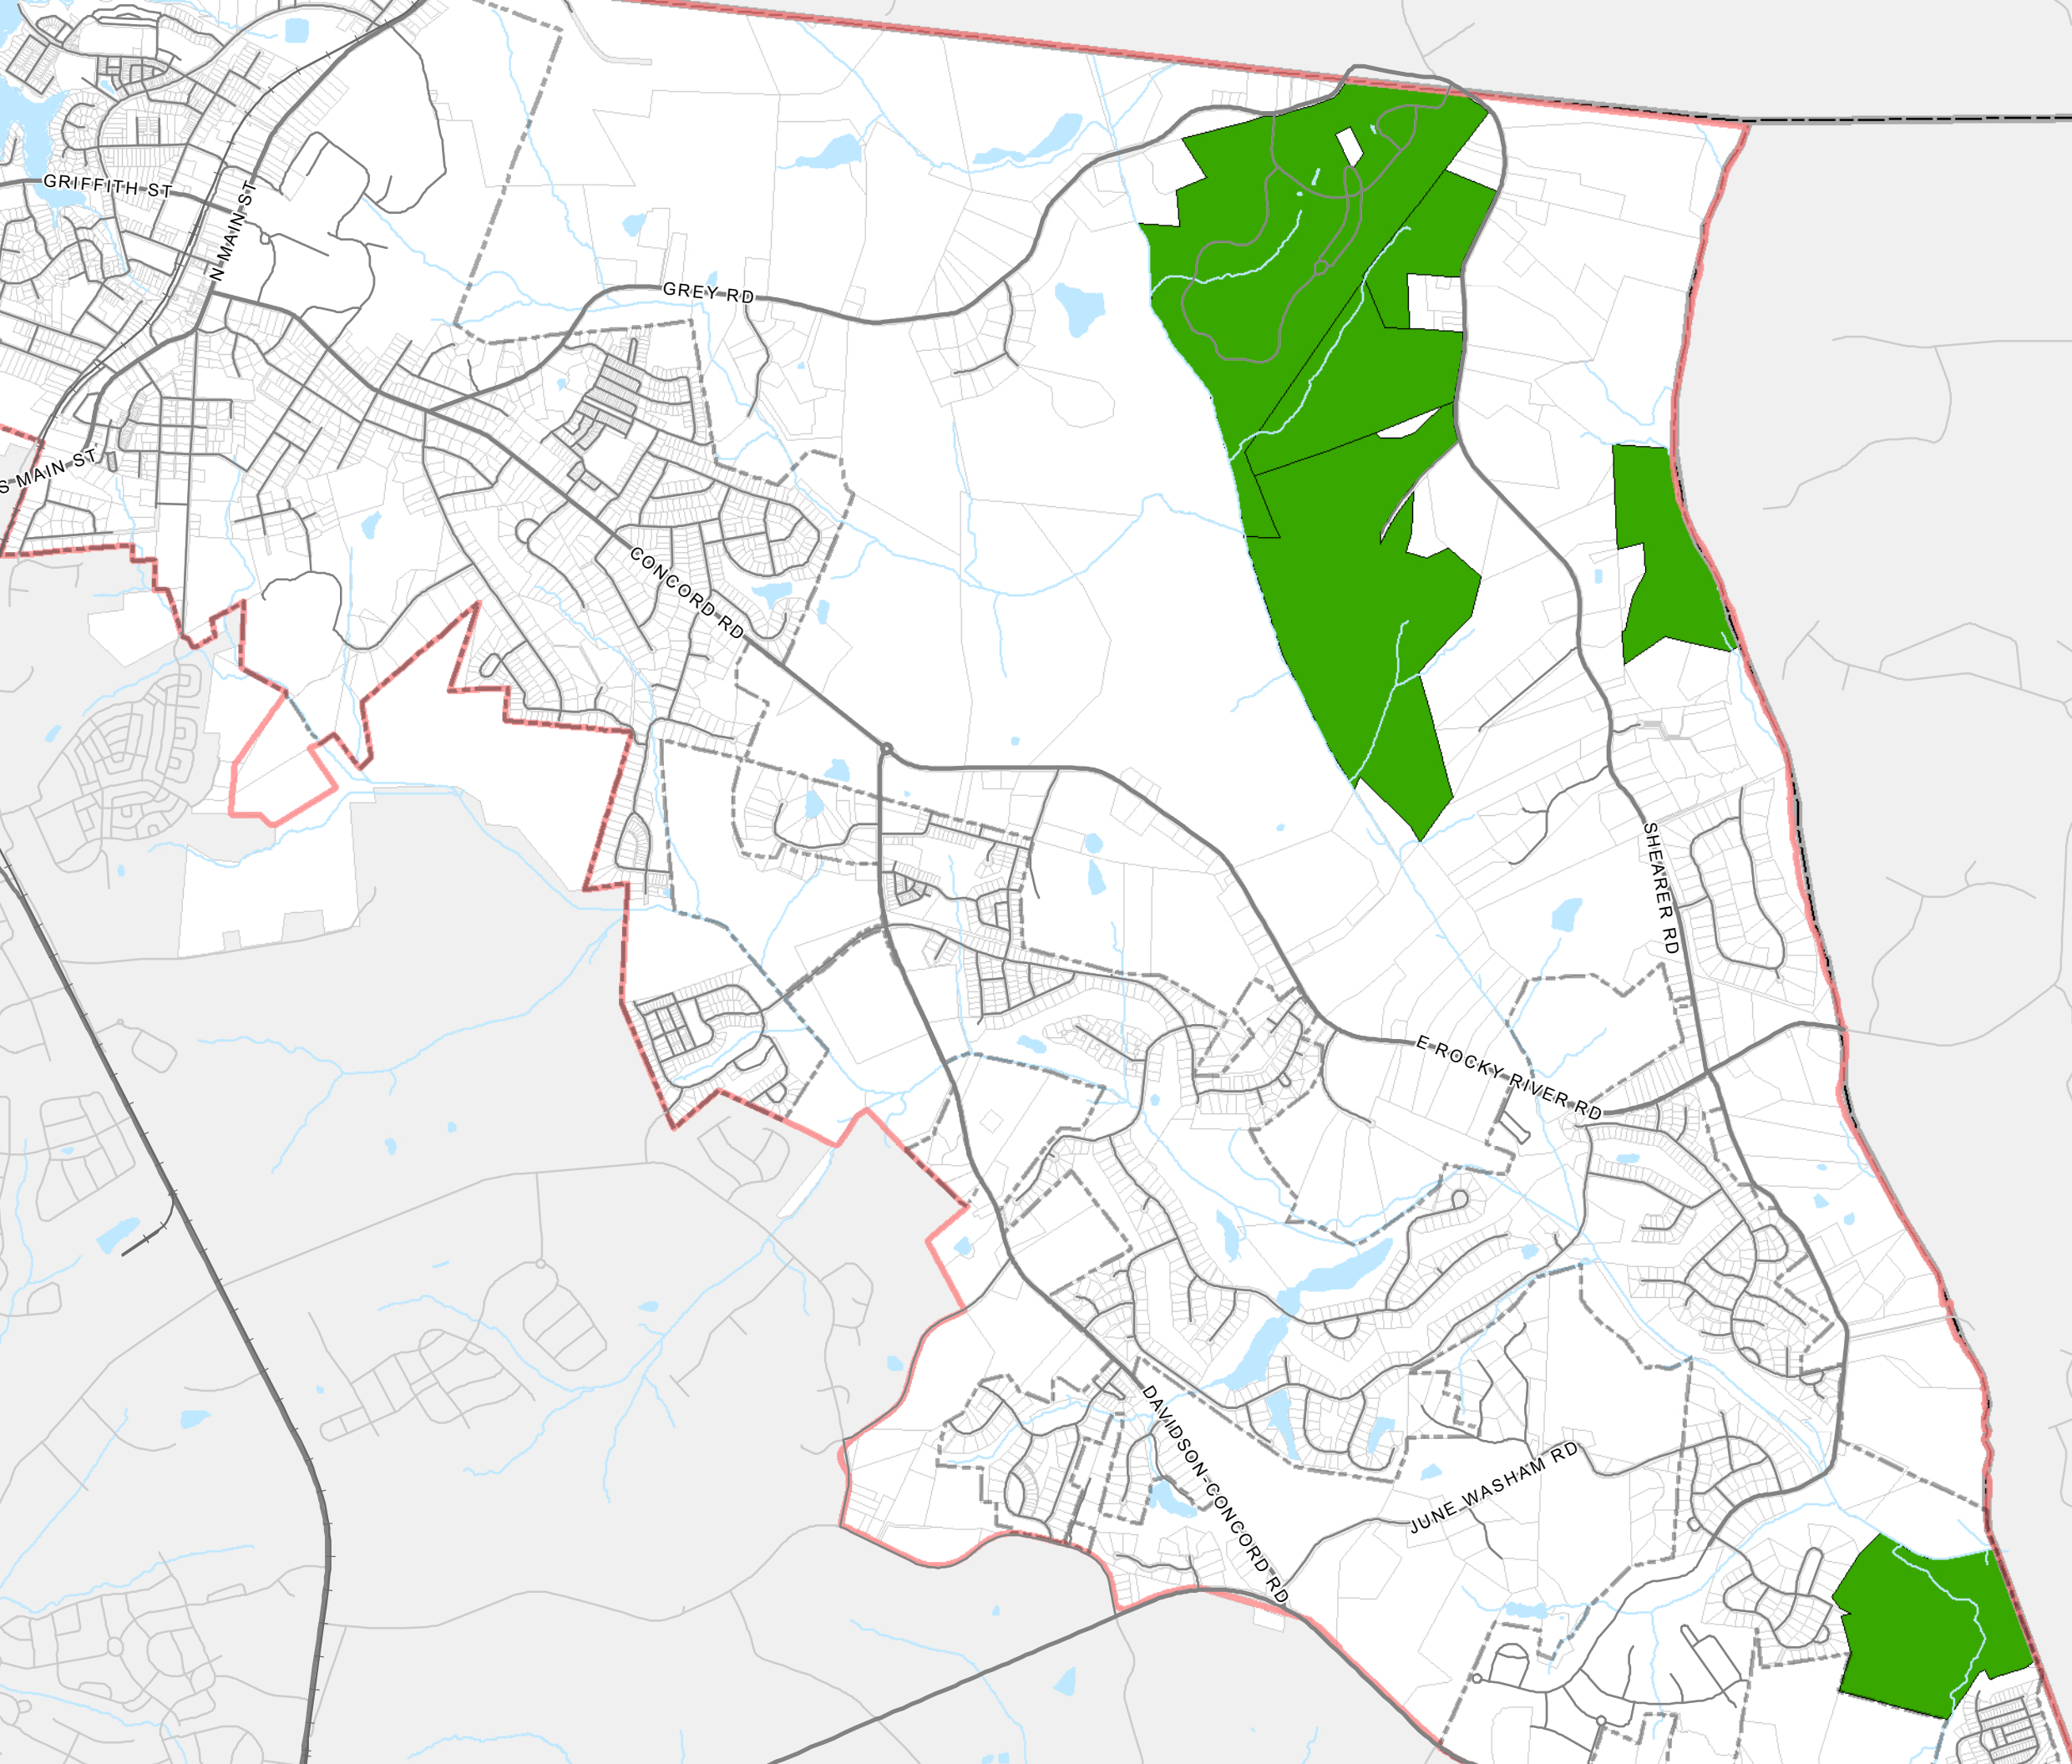 GRIFFITH ST
N MAIN ST
GREY RD
S MAIN ST
CONCORD RD
SHEARER RD
E ROCKY RIVER RD
DAVIDSON-CONCORD RD
JUNE WASHAM RD